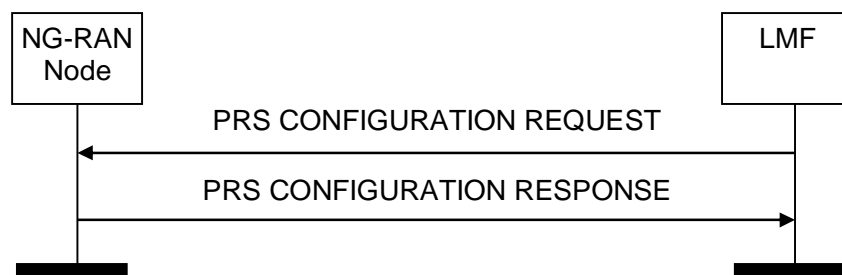 NG-RAN
Node
LMF
PRS CONFIGURATION REQUEST
PRS CONFIGURATION RESPONSE